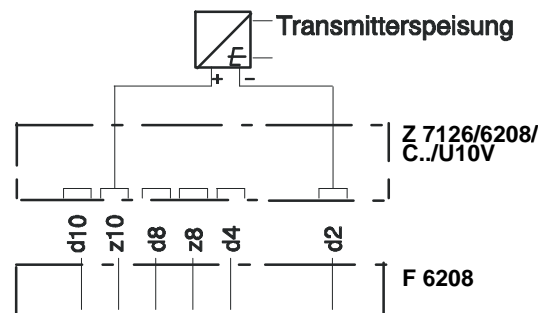 Transmitterspeisung
E
+ -
Z 7126/6208/
C../U10V
d10 z10 d8 z8 d4 d2
F 6208